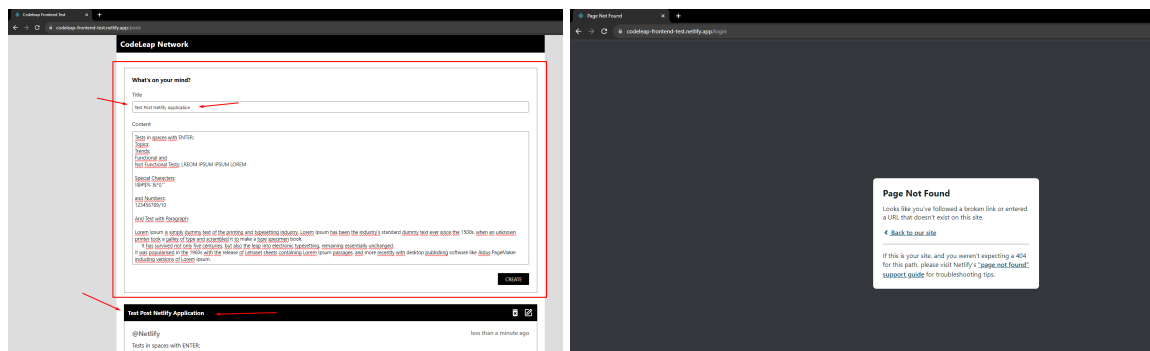 Codeleap Frontend Test
codeleap-frontend-test.netlify.app/posts
CodeLeap Network
What's on your mind?
Title
Test Post Netlify Application
Content
Tests in spaces with ENTER;
Topics;
Trends;
Functional and
Not Functional Tests; LREOM IPSUM IPSUM LOREM
Special Characters;
and Numbers;
123456789/10
And Text with Paragraph:
Lorem Ipsum is simply dummy text of the printing and typesetting industry. Lorem Ipsum has been the industry's standard dummy text ever since the 1500s, when an unknown
printer took a galley of type and scrambled it to make a type specimen book.
It has survived not only five centuries, but also the leap into electronic typesetting, remaining essentially unchanged.
It was popularised in the 1960s with the release of Letraset sheets containing Lorem Ipsum passages, and more recently with desktop publishing software like Aldus PageMaker
including versions of Lorem Ipsum.
CREATE
Test Post Netlify Application
@Netlify
less than a minute ago
Tests in spaces with ENTER;
Page Not Found
codeleap-frontend-test.netlify.app/login
Page Not Found
Looks like you've followed a broken link or entered
a URL that doesn't exist on this site.
Back to our site
If this is your site, and you weren't expecting a 404
for this path, please visit Netlify's "page not found"
support guide for troubleshooting tips.